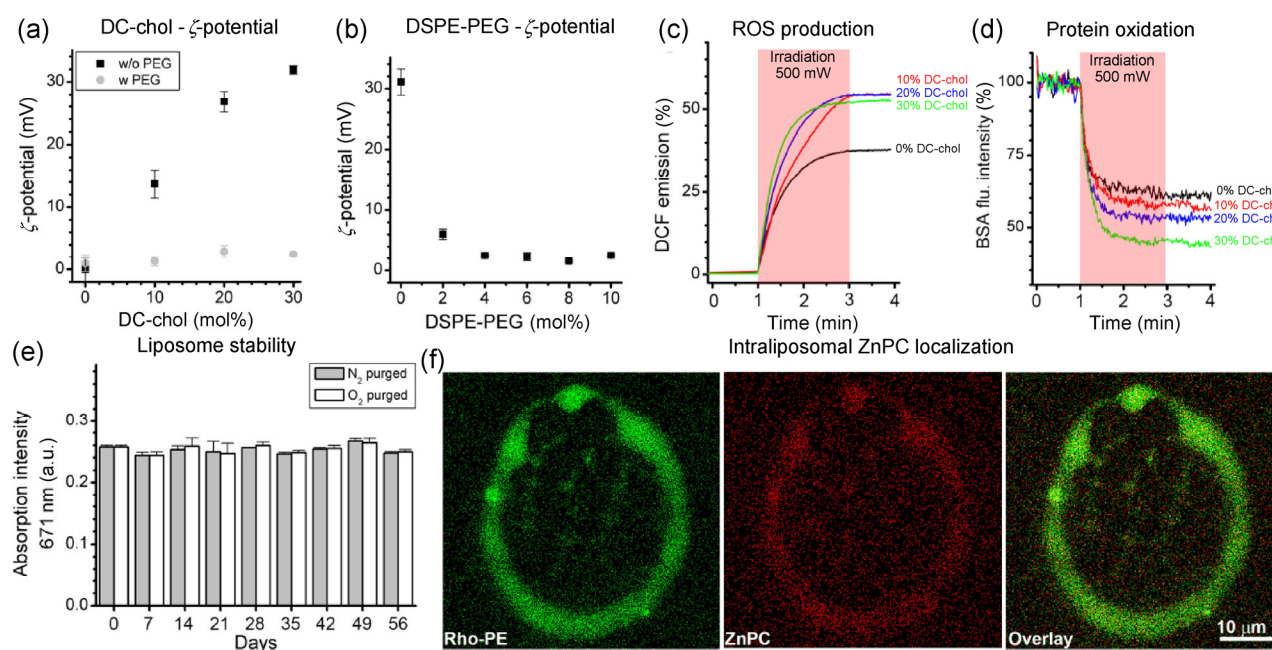 (a)
DC-chol - ζ-potential
w/o PEG
w PEG
30
20
10
0
ζ-potential (mV)
0
10
20
30
DC-chol (mol%)
(b)
DSPE-PEG - ζ-potential
30
20
10
0
ζ-potential (mV)
0
2
4
6
8
10
DSPE-PEG (mol%)
(c)
ROS production
Irradiation
500 mW
10% DC-chol
20% DC-chol
30% DC-chol
0% DC-chol
50
25
0
DCF emission (%)
0
1
2
3
4
Time (min)
(d)
Protein oxidation
Irradiation
500 mW
100
75
50
BSA flu. intensity (%)
0% DC-ch
10% DC-ch
20% DC-ch
30% DC-ch
0
1
2
3
4
Time (min)
(e)
Liposome stability
N2 purged
O2 purged
0.3
0.2
0.1
0.0
Absorption intensity
671 nm (a.u.)
0
7
14
21
28
35
42
49
56
Days
(f)
Intraliposomal ZnPC localization
Rho-PE
ZnPC
Overlay
10 μm